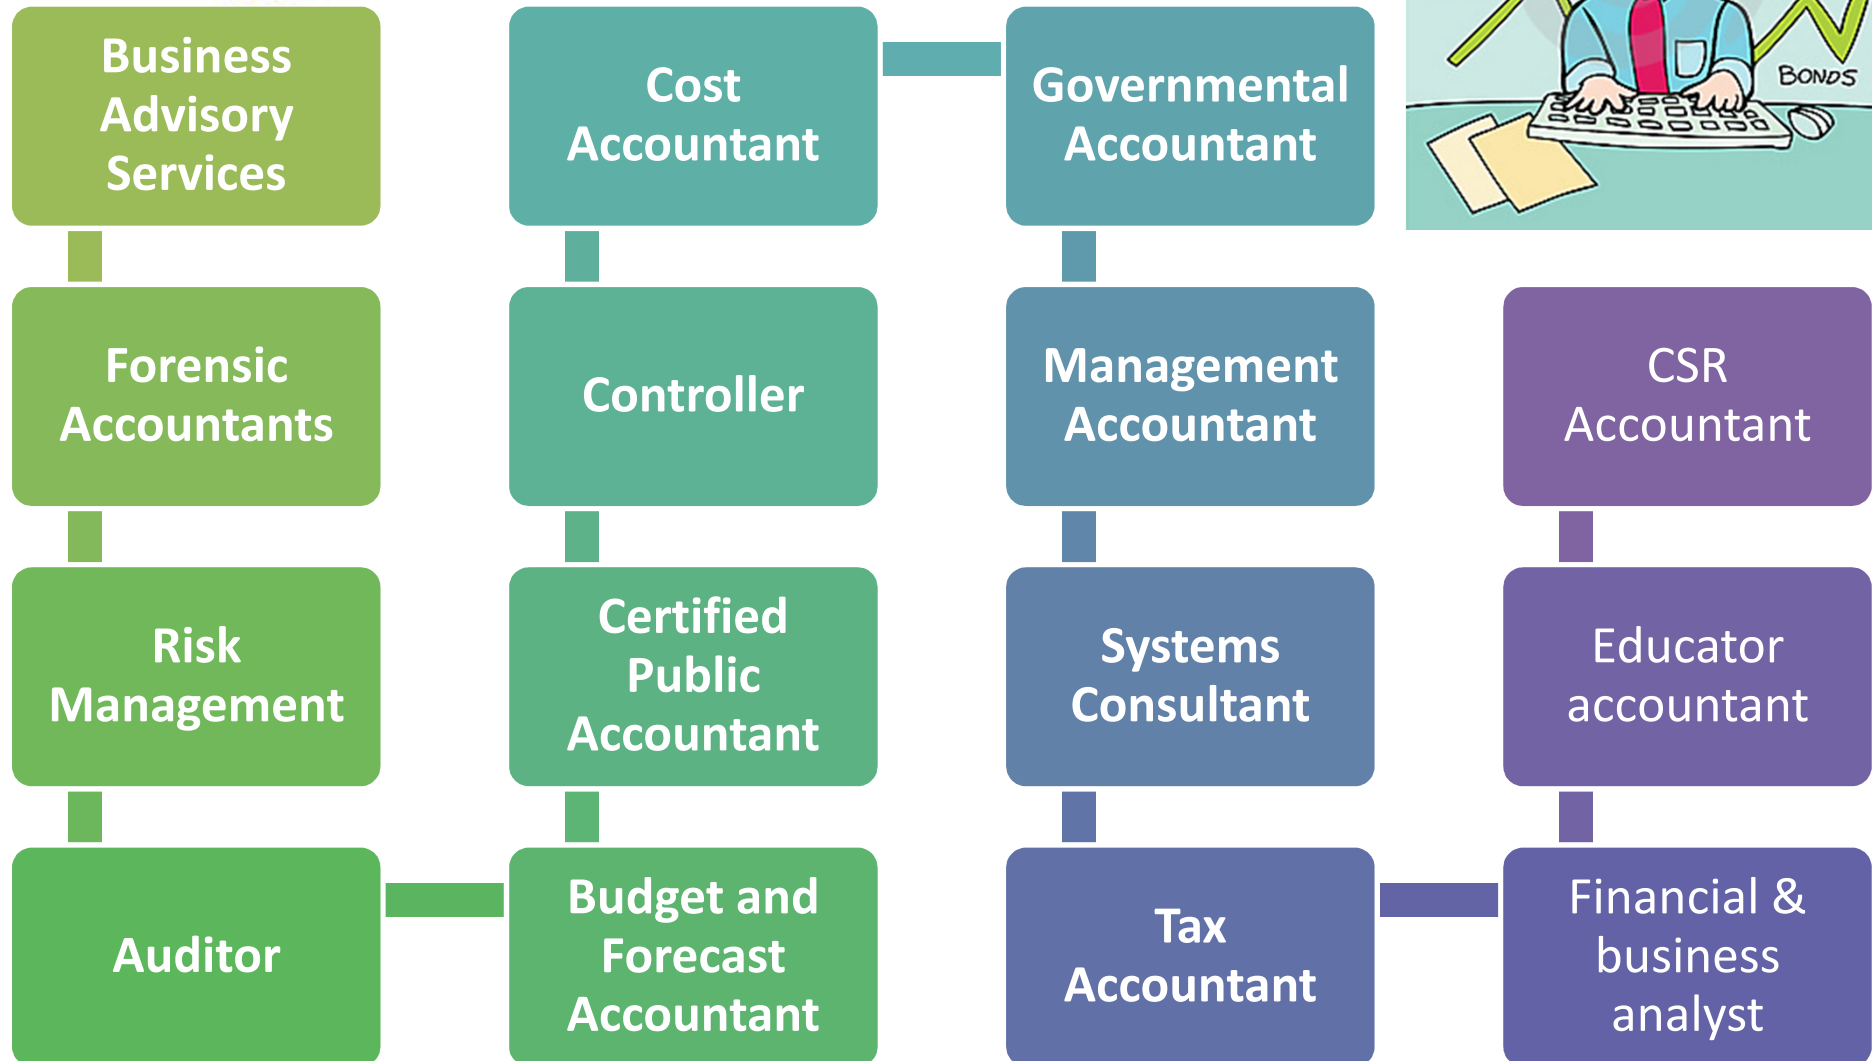 Business
Advisory
Services
Forensic
Accountants
Risk
Management
Auditor
Budget and
Forecast
Accountant
Certified
Public
Accountant
Controller
Cost
Accountant
Governmental
Accountant
Management
Accountant
Systems
Consultant
Tax
Accountant
Financial &
business
analyst
Educator
accountant
CSR
Accountant
BONDS